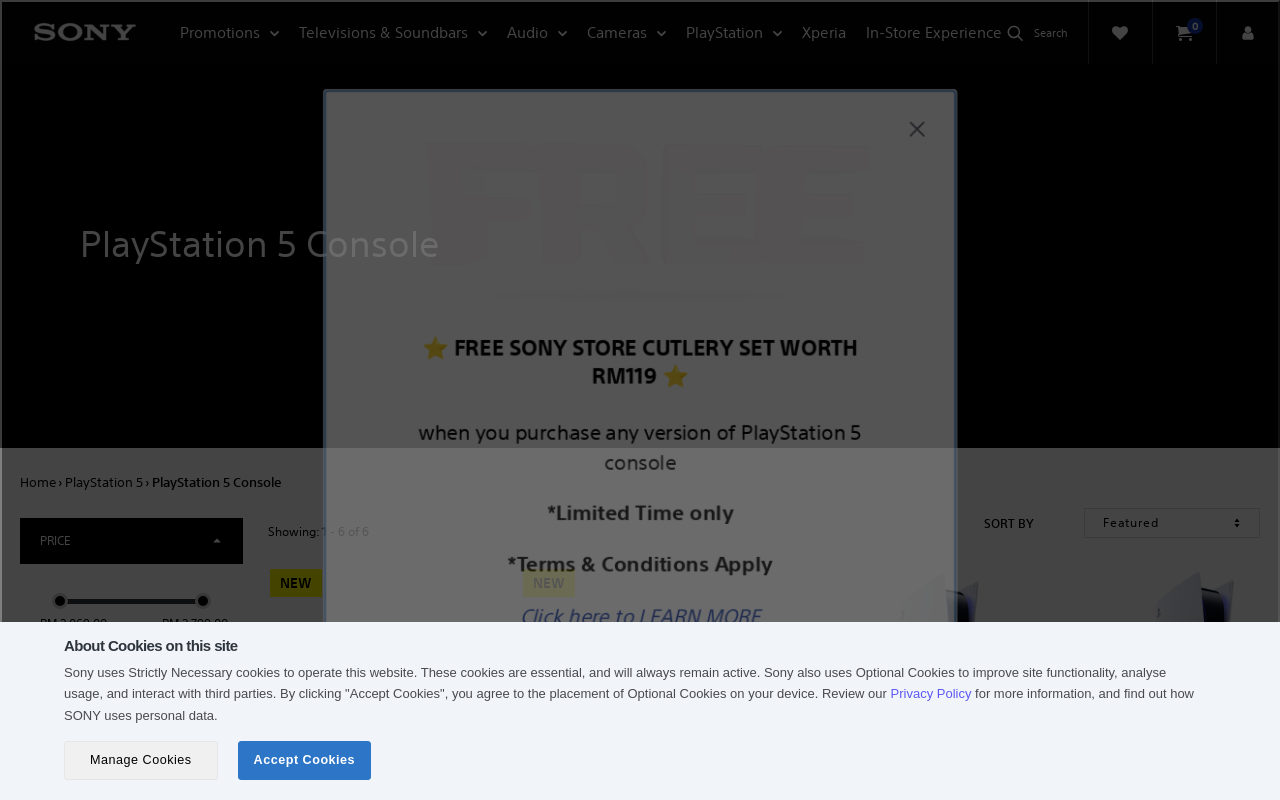 SONY
Promotions
Televisions & Soundbars
Audio
Cameras
PlayStation
Xperia
In-Store Experience
Search
0
FREE
PlayStation 5 Console
⭐ FREE SONY STORE CUTLERY SET WORTH
RM119 ⭐
when you purchase any version of PlayStation 5
console
*Limited Time only
*Terms & Conditions Apply
Click here to LEARN MORE
Home › PlayStation 5 › PlayStation 5 Console
PRICE
Showing: 1 - 6 of 6
SORT BY
Featured
NEW
NEW
About Cookies on this site
Sony uses Strictly Necessary cookies to operate this website. These cookies are essential, and will always remain active. Sony also uses Optional Cookies to improve site functionality, analyse
usage, and interact with third parties. By clicking "Accept Cookies", you agree to the placement of Optional Cookies on your device. Review our Privacy Policy for more information, and find out how
SONY uses personal data.
Manage Cookies
Accept Cookies